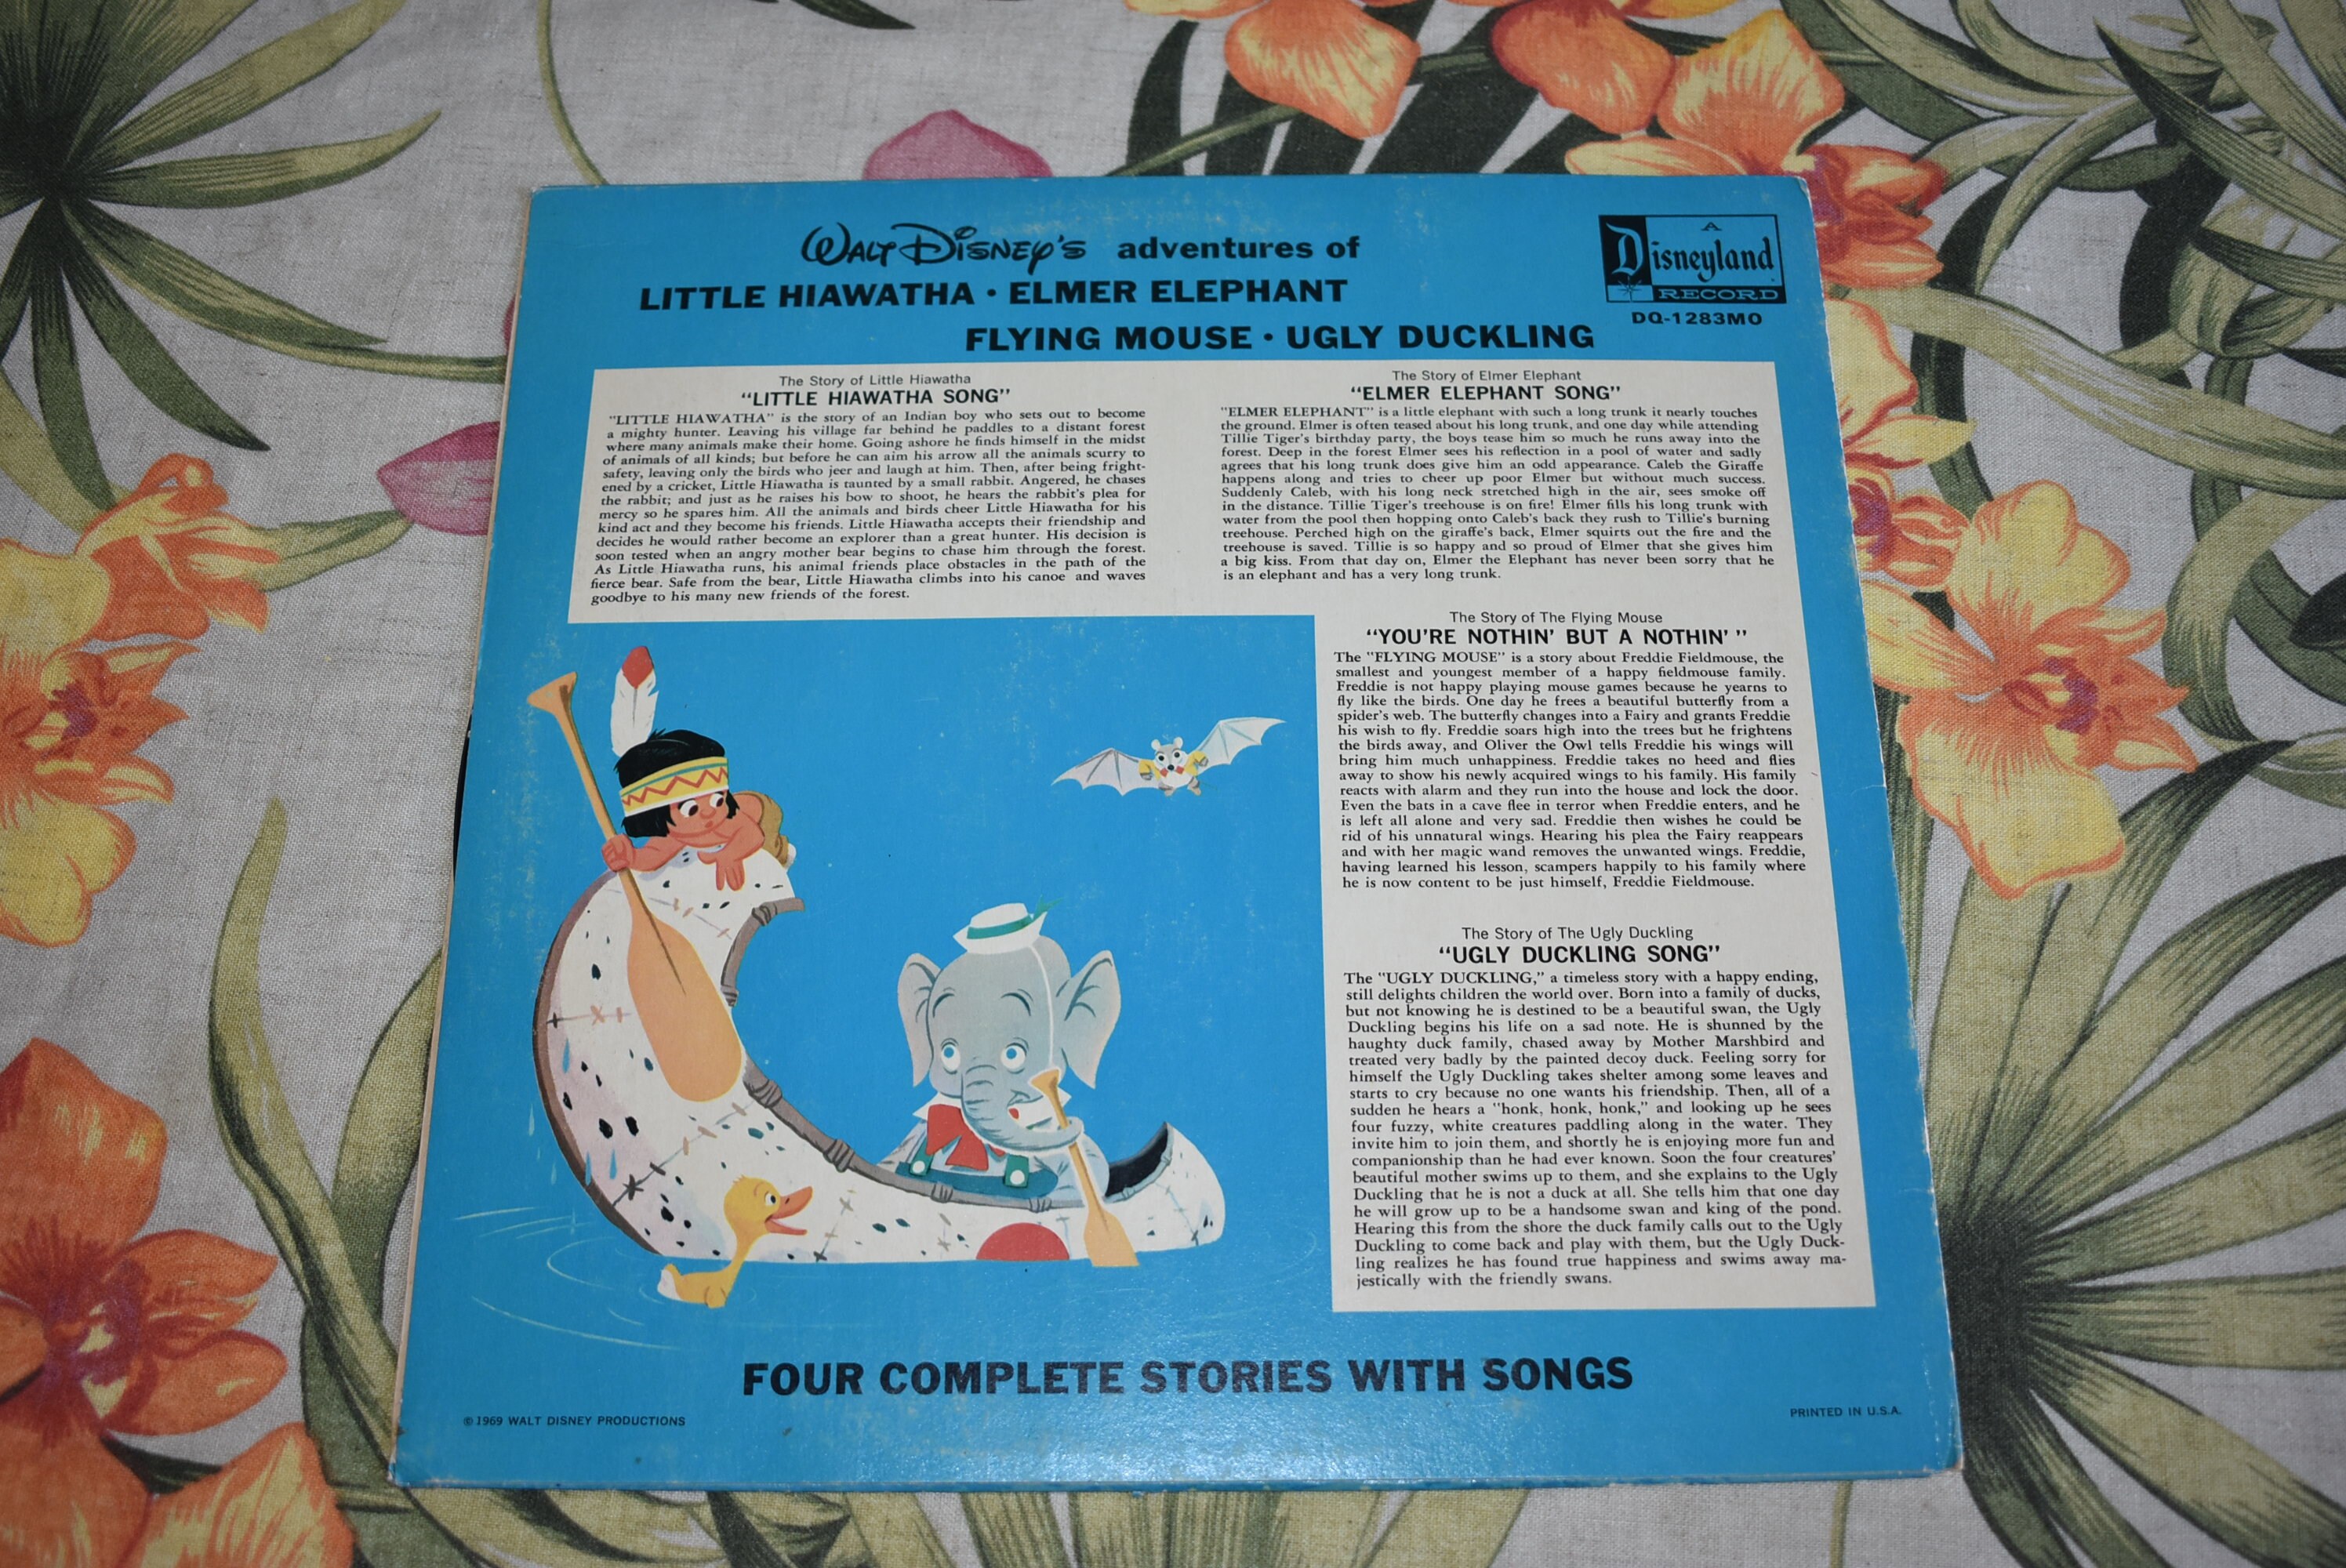 WALT DISNEY'S adventures of
LITTLE HIAWATHA • ELMER ELEPHANT
FLYING MOUSE • UGLY DUCKLING
A
Disneyland
RECORD
DQ-1283MO
The Story of Little Hiawatha
"LITTLE HIAWATHA SONG"
"LITTLE HIAWATHA" is the story of an Indian boy who sets out to become
a mighty hunter. Leaving his village far behind he paddles to a distant forest
where many animals make their home. Going ashore he finds himself in the midst
of animals of all kinds; but before he can aim his arrow all the animals scurry to
safety, leaving only the birds who jeer and laugh at him. Then, after being fright-
ened by a cricket, Little Hiawatha is taunted by a small rabbit. Angered, he chases
the rabbit; and just as he raises his bow to shoot, he hears the rabbit's plea for
mercy so he spares him. All the animals and birds cheer Little Hiawatha for his
kind act and they become his friends. Little Hiawatha accepts their friendship and
decides he would rather become an explorer than a great hunter. His decision is
soon tested when an angry mother bear begins to chase him through the forest.
As Little Hiawatha runs, his animal friends place obstacles in the path of the
fierce bear. Safe from the bear, Little Hiawatha climbs into his canoe and waves
goodbye to his many new friends of the forest.
The Story of Elmer Elephant
"ELMER ELEPHANT SONG"
"ELMER ELEPHANT" is a little elephant with such a long trunk it nearly touches
the ground. Elmer is often teased about his long trunk, and one day while attending
Tillie Tiger's birthday party, the boys tease him so much he runs away into the
forest. Deep in the forest Elmer sees his reflection in a pool of water and sadly
agrees that his long trunk does give him an odd appearance. Caleb the Giraffe
happens along and tries to cheer up poor Elmer but without much success.
Suddenly Caleb, with his long neck stretched high in the air, sees smoke off
in the distance. Tillie Tiger's treehouse is on fire! Elmer fills his long trunk with
water from the pool then hopping onto Caleb's back they rush to Tillie's burning
treehouse. Perched high on the giraffe's back, Elmer squirts out the fire and the
treehouse is saved. Tillie is so happy and so proud of Elmer that she gives him
a big kiss. From that day on, Elmer the Elephant has never been sorry that he
is an elephant and has a very long trunk.
The Story of The Flying Mouse
"YOU'RE NOTHIN' BUT A NOTHIN' "
The "FLYING MOUSE" is a story about Freddie Fieldmouse, the
smallest and youngest member of a happy fieldmouse family.
Freddie is not happy playing mouse games because he yearns to
fly like the birds. One day he frees a beautiful butterfly from a
spider's web. The butterfly changes into a Fairy and grants Freddie
his wish to fly. Freddie soars high into the trees but he frightens
the birds away, and Oliver the Owl tells Freddie his wings will
bring him much unhappiness. Freddie takes no heed and flies
away to show his newly acquired wings to his family. His family
reacts with alarm and they run into the house and lock the door.
Even the bats in a cave flee in terror when Freddie enters, and he
is left all alone and very sad. Freddie then wishes he could be
rid of his unnatural wings. Hearing his plea the Fairy reappears
and with her magic wand removes the unwanted wings. Freddie,
having learned his lesson, scampers happily to his family where
he is now content to be just himself, Freddie Fieldmouse.
The Story of The Ugly Duckling
"UGLY DUCKLING SONG"
The "UGLY DUCKLING," a timeless story with a happy ending,
still delights children the world over. Born into a family of ducks,
but not knowing he is destined to be a beautiful swan, the Ugly
Duckling begins his life on a sad note. He is shunned by the
haughty duck family, chased away by Mother Marshbird and
treated very badly by the painted decoy duck. Feeling sorry for
himself the Ugly Duckling takes shelter among some leaves and
starts to cry because no one wants his friendship. Then, all of a
sudden he hears a "honk, honk, honk," and looking up he sees
four fuzzy, white creatures paddling along in the water. They
invite him to join them, and shortly he is enjoying more fun and
companionship than he had ever known. Soon the four creatures'
beautiful mother swims up to them, and she explains to the Ugly
Duckling that he is not a duck at all. She tells him that one day
he will grow up to be a handsome swan and king of the pond.
Hearing this from the shore the duck family calls out to the Ugly
Duckling to come back and play with them, but the Ugly Duck-
ling realizes he has found true happiness and swims away ma-
jestically with the friendly swans.
FOUR COMPLETE STORIES WITH SONGS
© 1969 WALT DISNEY PRODUCTIONS
PRINTED IN U.S.A.